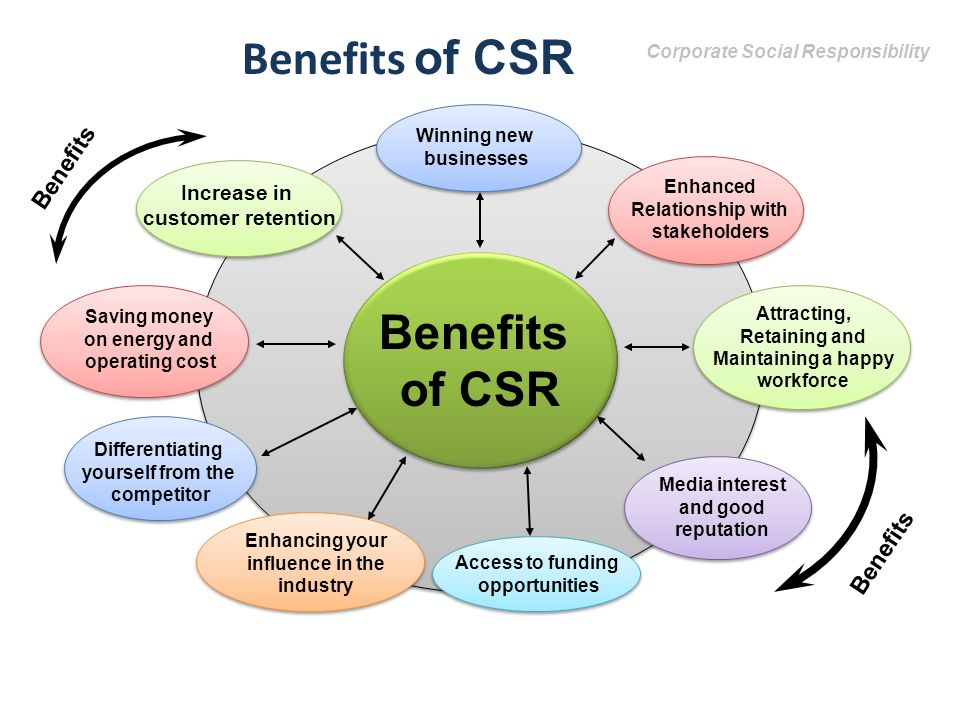 Benefits of CSR
Corporate Social Responsibility
Benefits
Winning new
businesses
Increase in
customer retention
Enhanced
Relationship with
stakeholders
Saving money
on energy and
operating cost
Benefits
of CSR
Attracting,
Retaining and
Maintaining a happy
workforce
Differentiating
yourself from the
competitor
Media interest
and good
reputation
Enhancing your
influence in the
industry
Access to funding
opportunities
Benefits